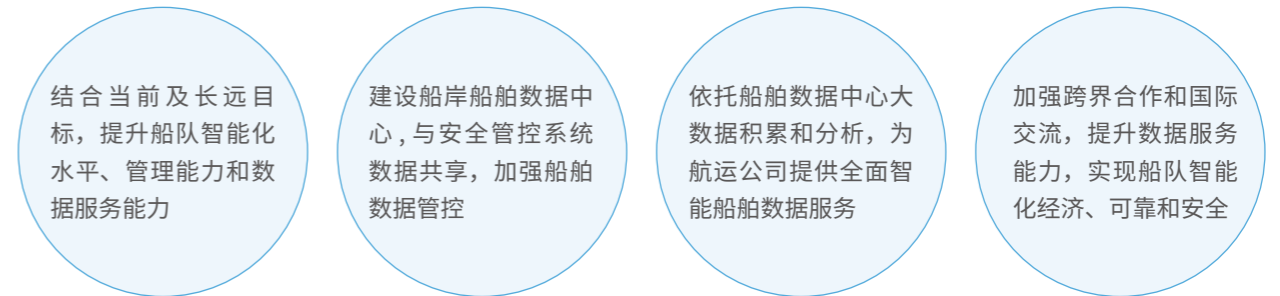 结合当前及长远目
标，提升船队智能化
水平、管理能力和数
据服务能力
建设船岸船舶数据中
心,与安全管控系统
数据共享，加强船舶
数据管控
依托船舶数据中心大
数据积累和分析，为
航运公司提供全面智
能船舶数据服务
加强跨界合作和国际
交流，提升数据服务
能力，实现船队智能
化经济、可靠和安全